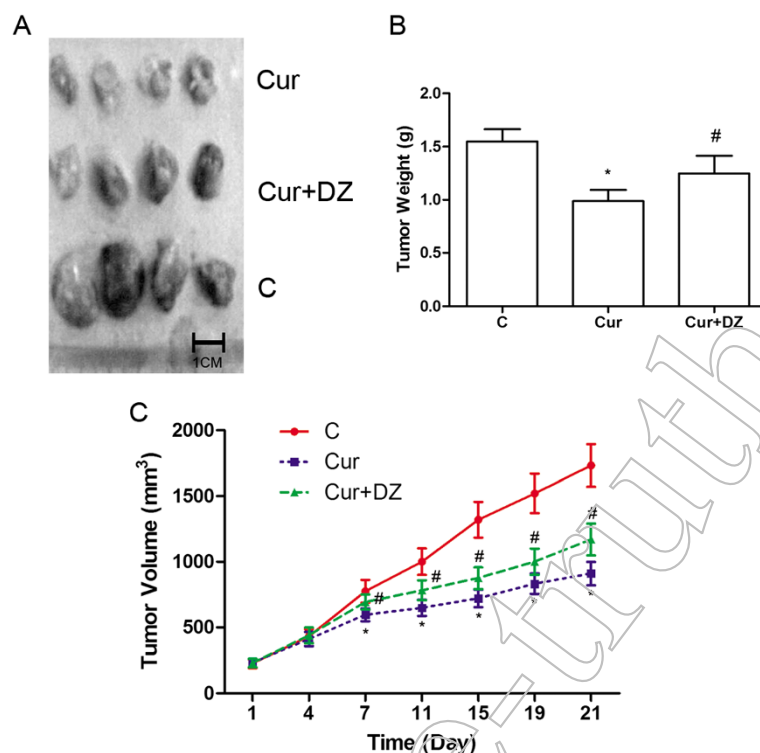 A
Cur
Cur+DZ
C
1CM
B
Tumor Weight (g)
2.0
1.5
1.0
0.5
0.0
*
#
C
Cur
Cur+DZ
C
Tumor Volume (mm³)
2000
1500
1000
500
0
C
Cur
Cur+DZ
# # # # #
* * * * *
1 4 7 11 15 19 21
Time (Day)
e-truth